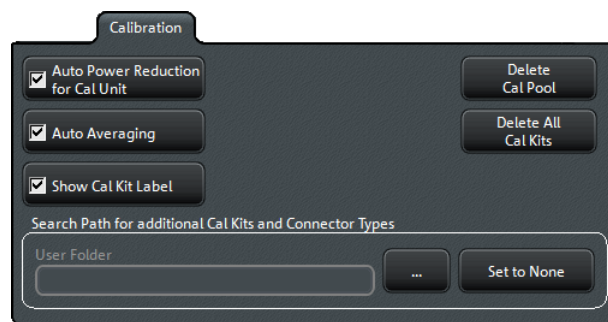 Calibration
Auto Power Reduction
for Cal Unit
Delete
Cal Pool
Auto Averaging
Delete All
Cal Kits
Show Cal Kit Label
Search Path for additional Cal Kits and Connector Types
User Folder
...
Set to None